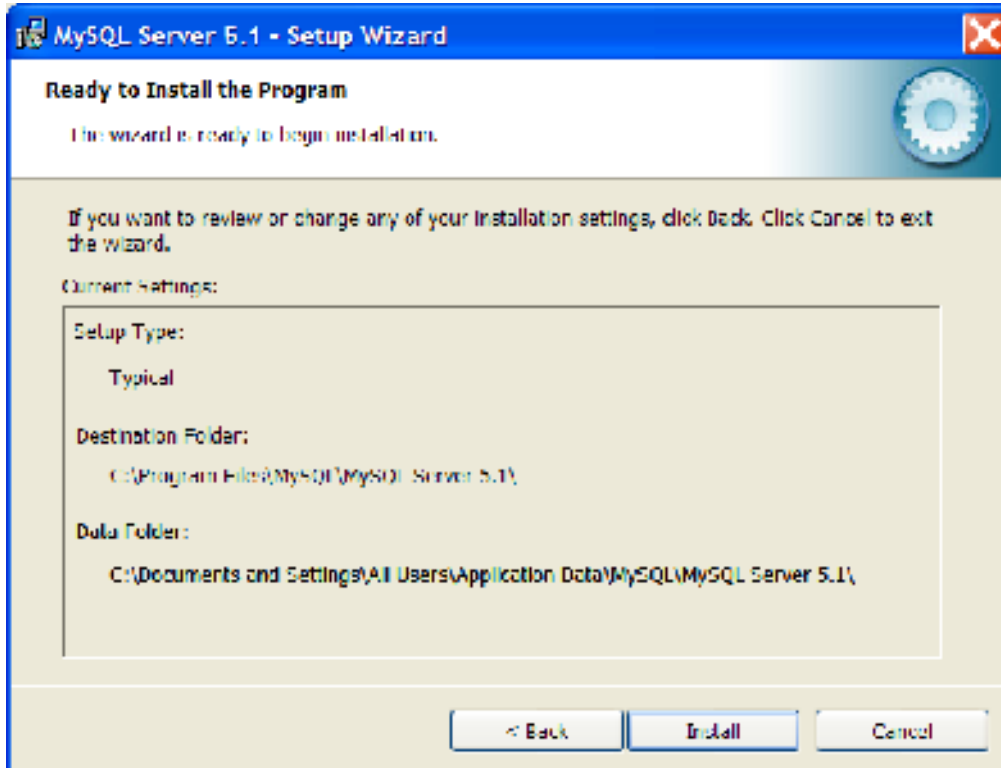 MySQL Server 5.1 - Setup Wizard
Ready to Install the Program
The wizard is ready to begin installation.
If you want to review or change any of your installation settings, click Back. Click Cancel to exit
the wizard.
Current Settings:
Setup Type:
Typical
Destination Folder:
C:\Program Files\MySQL\MySQL Server 5.1\
Data Folder:
C:\Documents and Settings\All Users\Application Data\MySQL\MySQL Server 5.1\
< Back Install Cancel